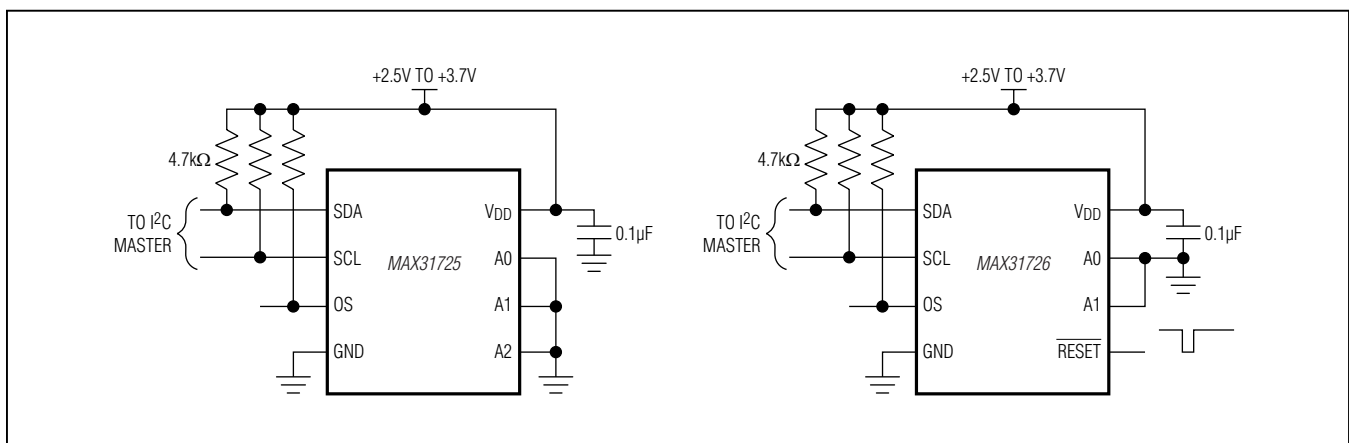 +2.5V TO +3.7V
4.7kΩ
TO I²C
MASTER
SDA
SCL
OS
GND
MAX31725
VDD
A0
A1
A2
0.1µF
+2.5V TO +3.7V
4.7kΩ
TO I²C
MASTER
SDA
SCL
OS
GND
MAX31726
VDD
A0
A1
RESET
0.1µF